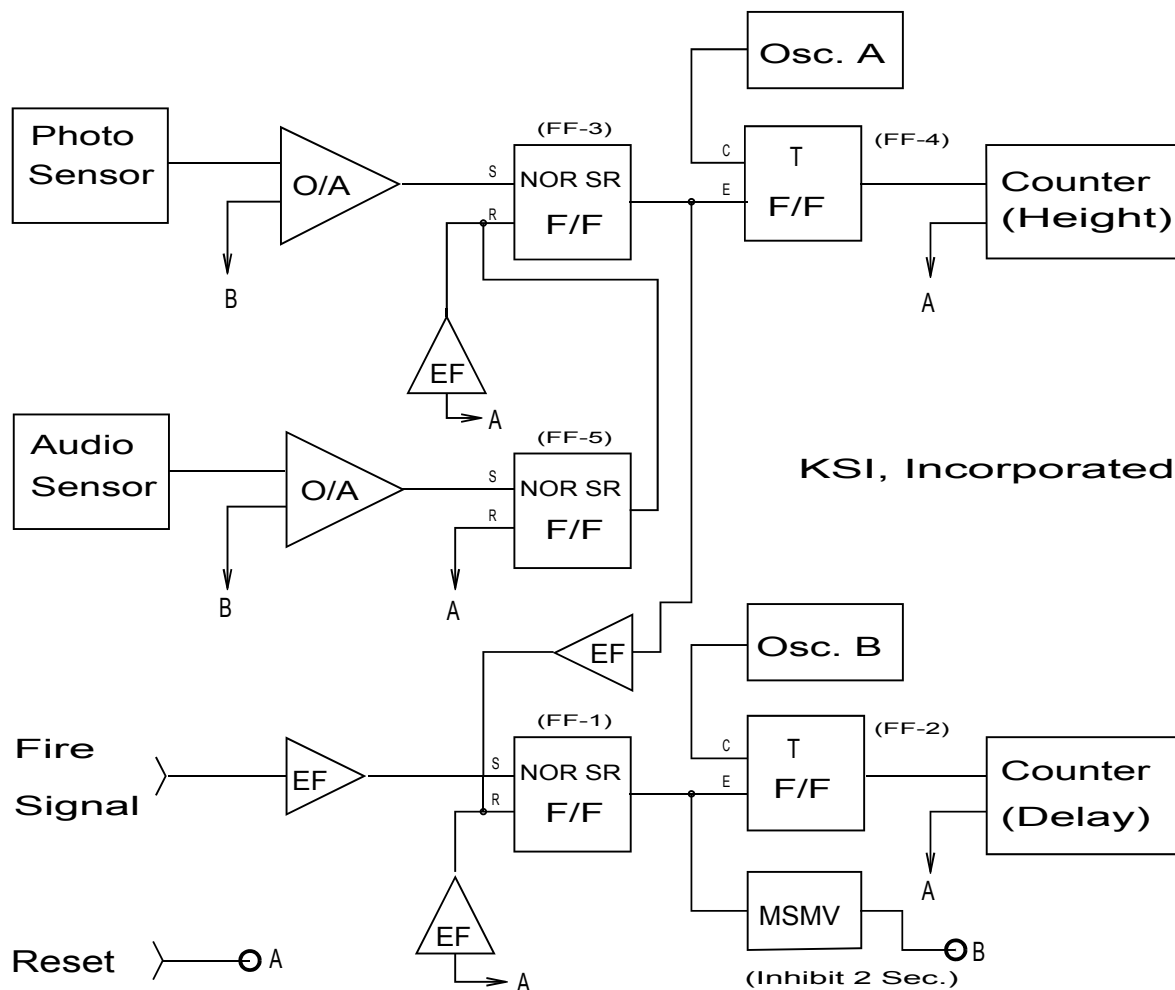 Osc. A
Photo
Sensor
O/A
B
(FF-3)
S
NOR SR
R
F/F
C
T
E
F/F
(FF-4)
Counter
(Height)
A
EF
A
Audio
Sensor
O/A
B
(FF-5)
S
NOR SR
R
F/F
A
KSI, Incorporated
EF
Osc. B
Fire
Signal
EF
(FF-1)
S
NOR SR
R
F/F
C
T
E
F/F
(FF-2)
Counter
(Delay)
A
EF
A
MSMV
B
(Inhibit 2 Sec.)
Reset
A